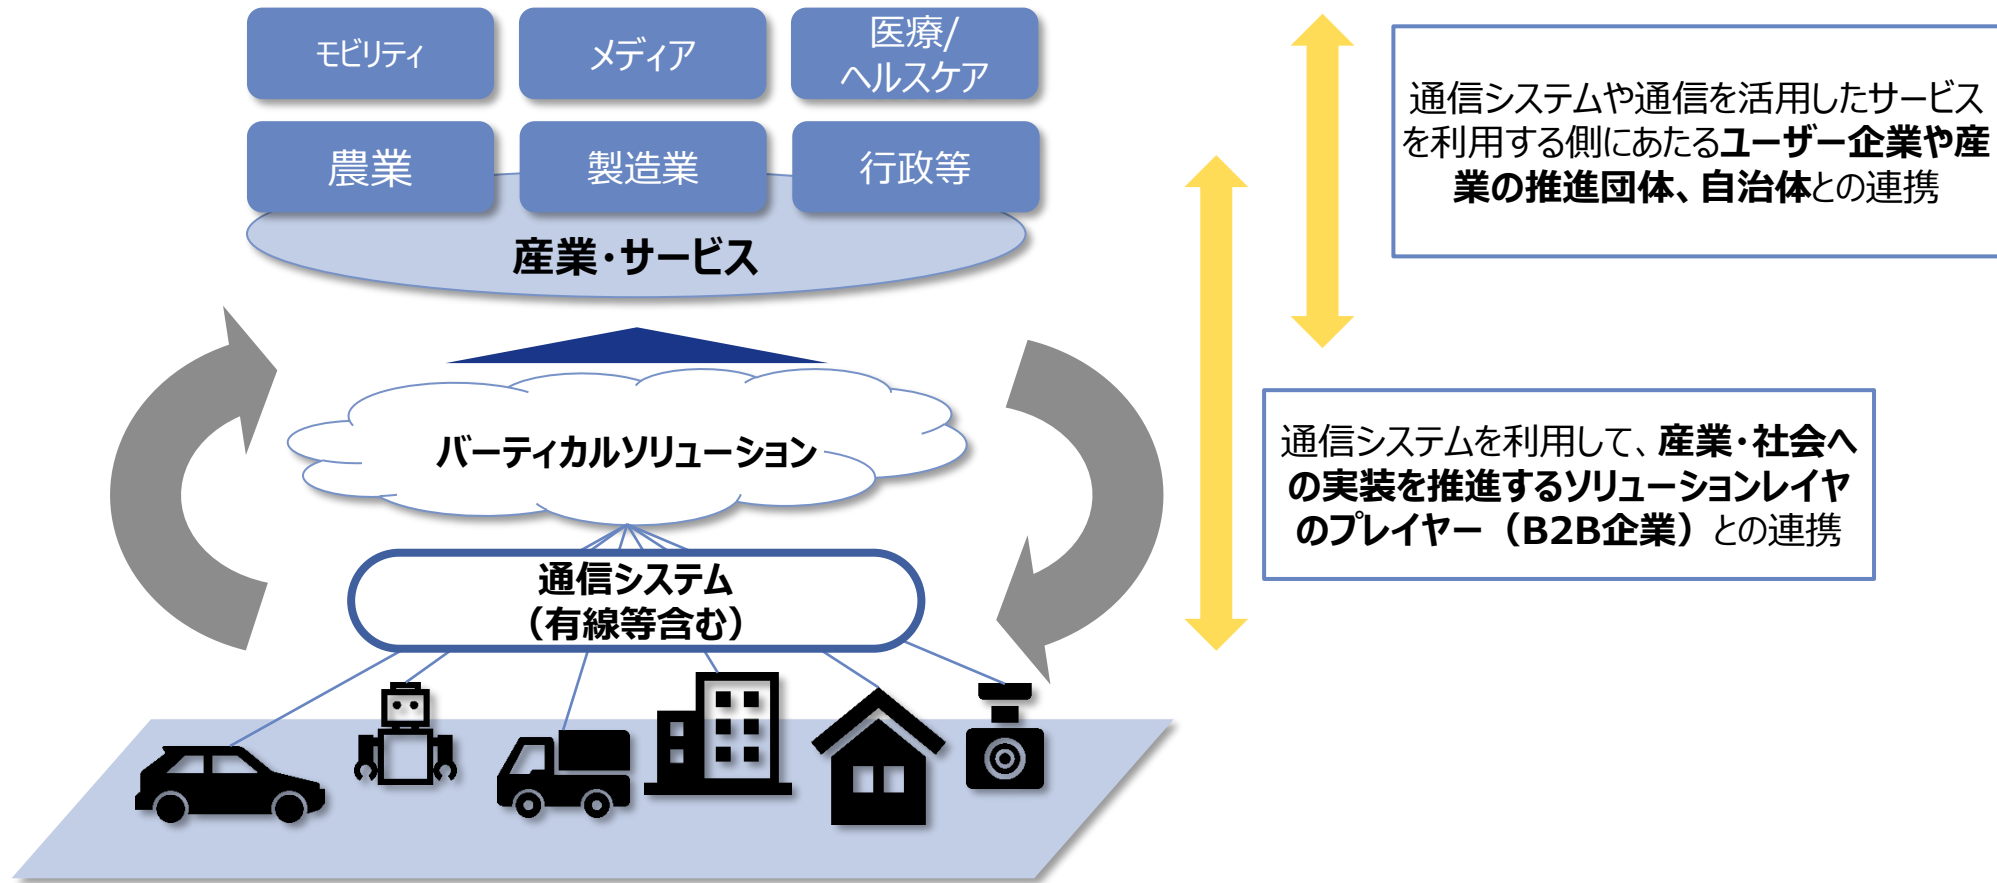 モビリティ
メディア
医療/
ヘルスケア
農業
製造業
行政等
産業・サービス
バーティカルソリューション
通信システム
（有線等含む）
通信システムや通信を活用したサービス
を利用する側にあたるユーザー企業や産
業の推進団体、自治体との連携
通信システムを利用して、産業・社会へ
の実装を推進するソリューションレイヤ
のプレイヤー（B2B企業）との連携